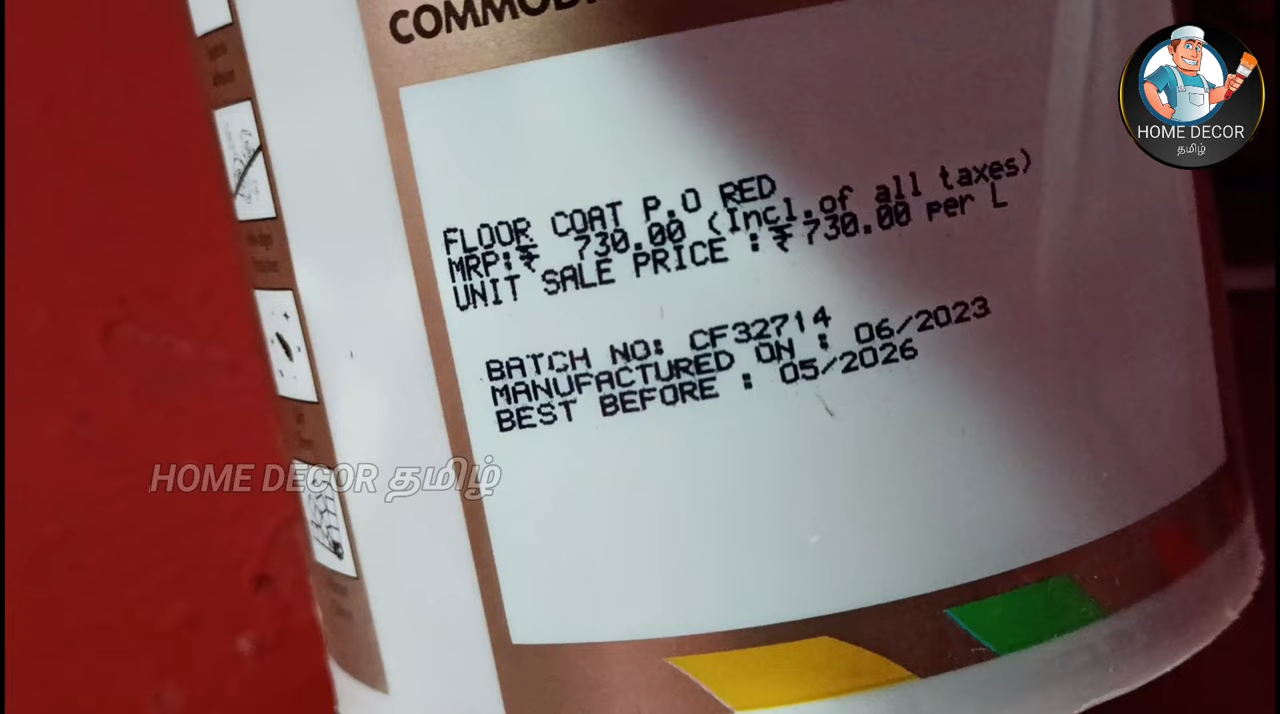 COMMODI
HOME DECOR
தமிழ்
FLOOR COAT P.O RED
MRP:₹ 730.00 (Incl.of all taxes)
UNIT SALE PRICE :₹730.00 per L
BATCH NO: CF32714
MANUFACTURED ON : 06/2023
BEST BEFORE : 05/2026
HOME DECOR தமிழ்